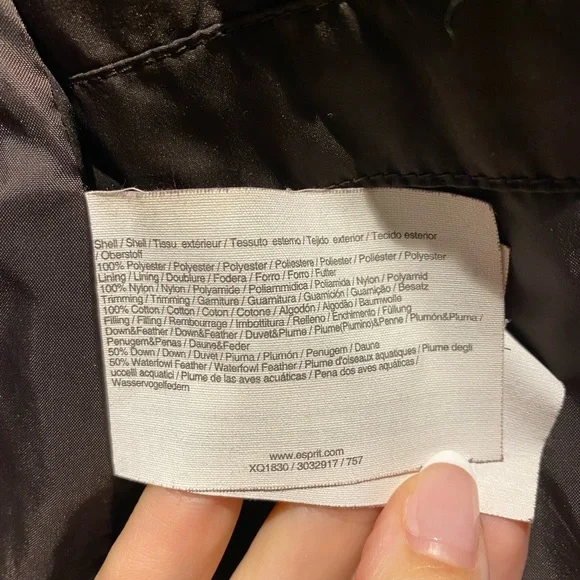 Shell / Shell / Tissu extérieur / Tessuto esterno / Tejido exterior / Tecido esterior
/ Oberstoff
100% Polyester / Polyester / Polyester / Poliestere / Poliester / Poliéster / Polyester
Lining / Lining / Doublure / Fodera / Forro / Forro / Futter
100% Nylon / Nylon / Polyamide / Poliammidica / Poliamida / Nylon / Polyamid
Trimming / Trimming / Garniture / Guarnitura / Guarnición / Guarnição / Besatz
100% Cotton / Cotton / Coton / Cotone / Algodón / Algodão / Baumwolle
Filling / Filling / Rembourrage / Imbottitura / Relleno / Enchimento / Füllung
Down&Feather / Down&Feather / Duvet&Plume / Plume(Piumino)&Penne / Plumón&Pluma /
Penugem&Penas / Daune&Feder
50% Down / Down / Duvet / Piuma / Plumón / Penugem / Daune
50% Waterfowl Feather / Waterfowl Feather / Plume d'oiseaux aquatiques / Piume degli
uccelli acquatici / Plume de las aves acuáticas / Pena dos aves aquáticas /
Wasservogelfedern
www.esprit.com
XQ1830 / 3032917 / 757